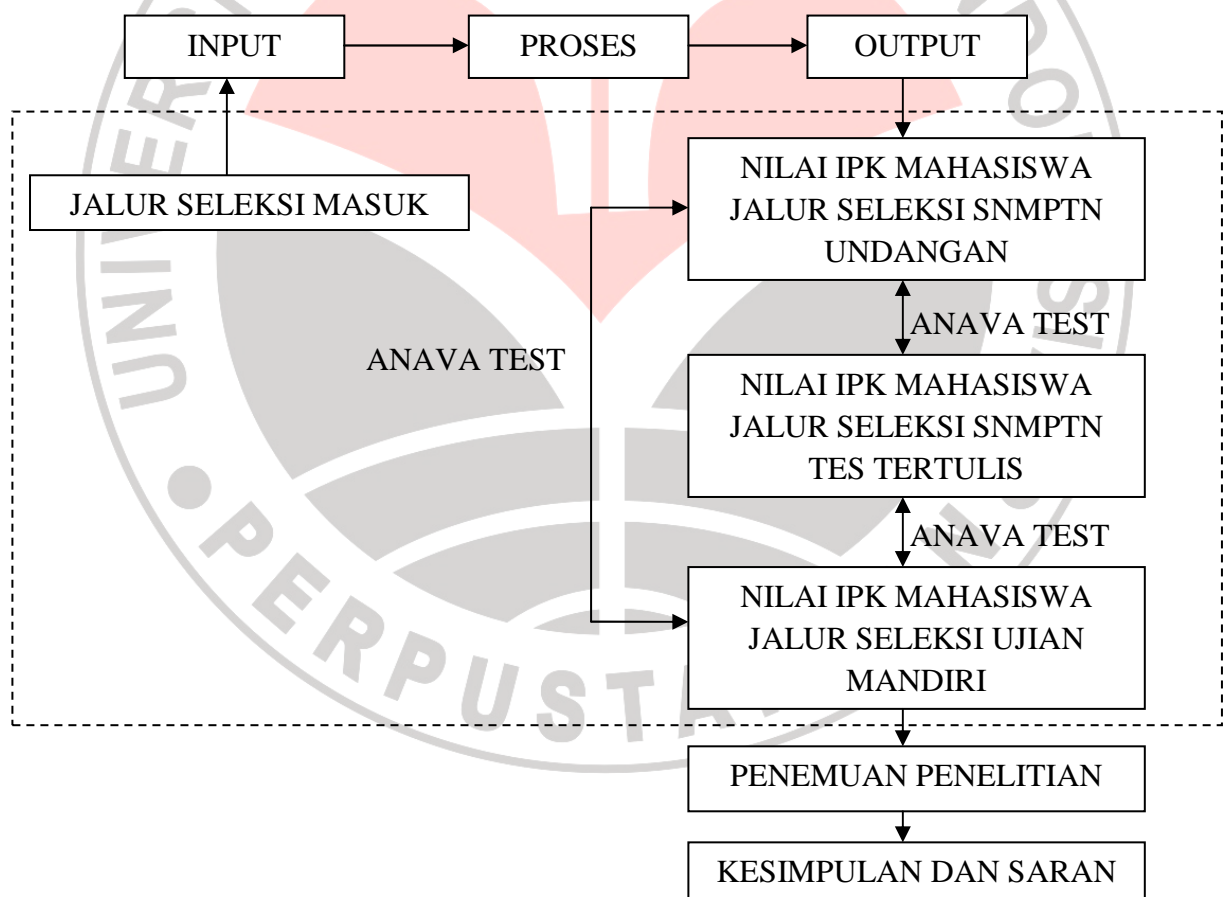 INPUT
PROSES
OUTPUT
JALUR SELEKSI MASUK
NILAI IPK MAHASISWA
JALUR SELEKSI SNMPTN
UNDANGAN
ANAVA TEST
ANAVA TEST
NILAI IPK MAHASISWA
JALUR SELEKSI SNMPTN
TES TERTULIS
ANAVA TEST
NILAI IPK MAHASISWA
JALUR SELEKSI UJIAN
MANDIRI
PENEMUAN PENELITIAN
KESIMPULAN DAN SARAN